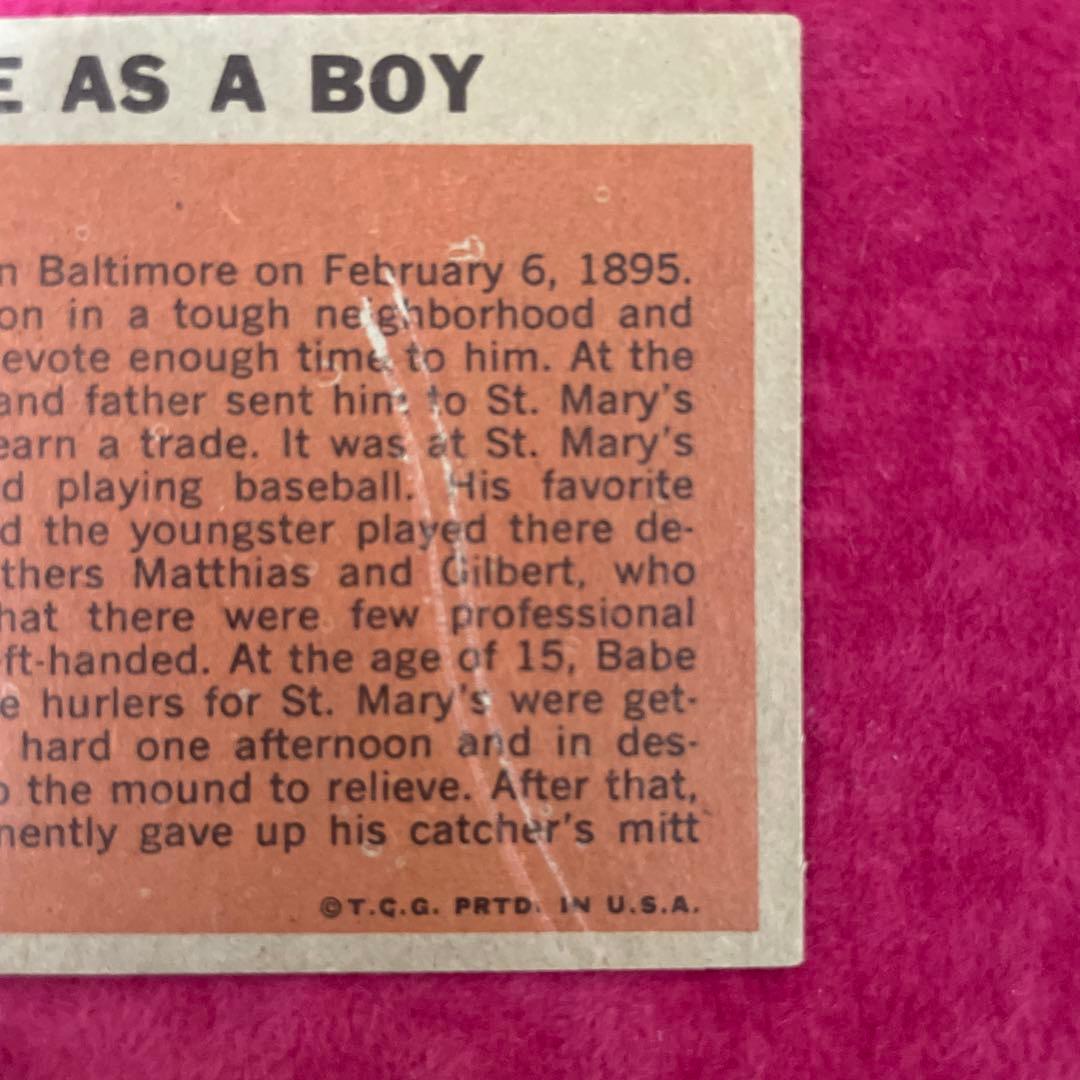 E AS A BOY
n Baltimore on February 6, 1895.
on in a tough neighborhood and
evote enough time to him. At the
and father sent him to St. Mary's
earn a trade. It was at St. Mary's
d playing baseball. His favorite
d the youngster played there de-
thers Matthias and Gilbert, who
hat there were few professional
ft-handed. At the age of 15, Babe
e hurlers for St. Mary's were get-
hard one afternoon and in des-
o the mound to relieve. After that,
nently gave up his catcher's mitt
©T.C.G. PRTD. IN U.S.A.